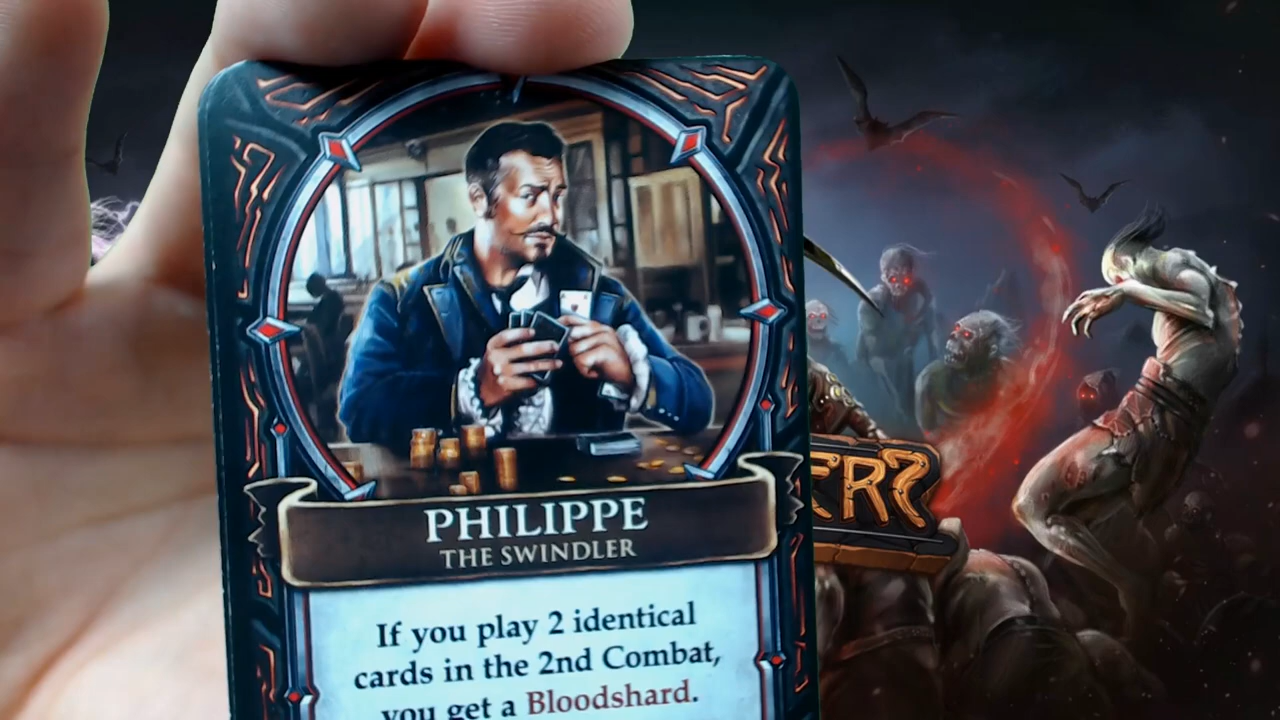 PHILIPPE
THE SWINDLER
If you play 2 identical
cards in the 2nd Combat,
you get a Bloodshard.